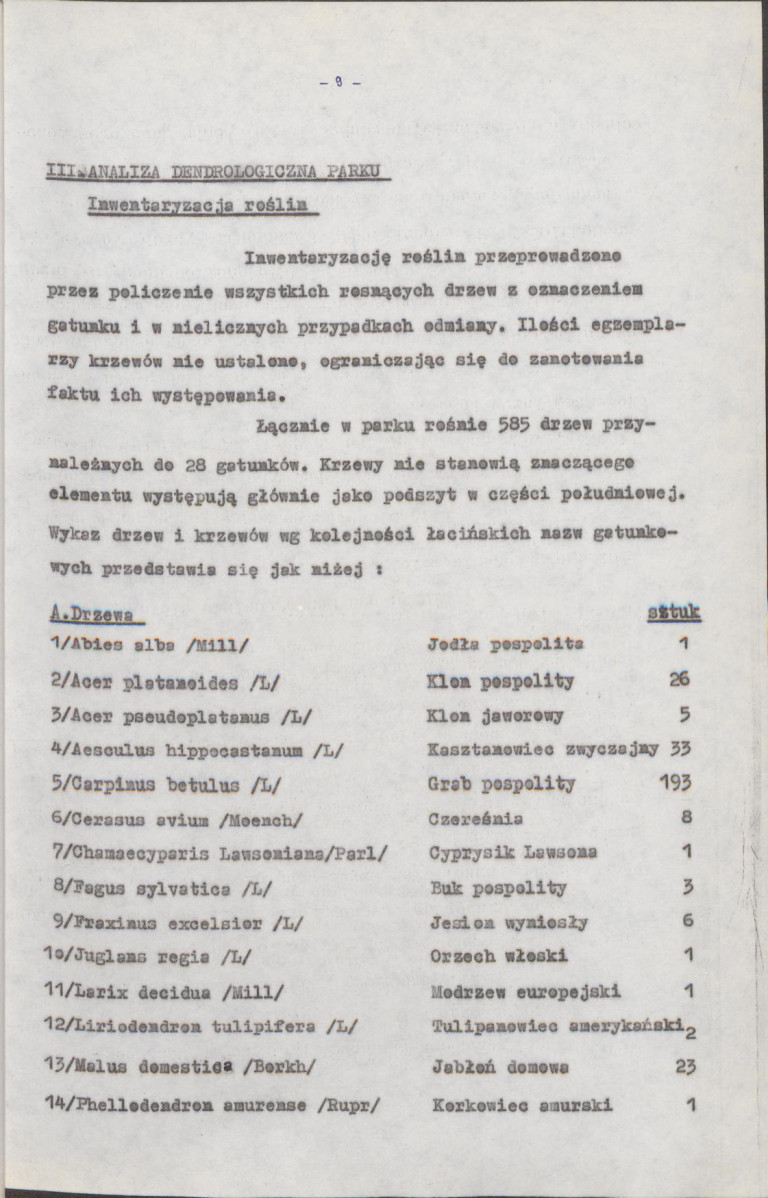 - 9 -
III.ANALIZA DENDROLOGICZNA PARKU
Inwentaryzacja roślin
Inwentaryzację roślin przeprowadzono
przez policzenie wszystkich rosnących drzew z oznaczeniem
gatunku i w nielicznych przypadkach odmiany. Ilości egzempla-
rzy krzewów nie ustalono, ograniczając się do zanotowania
faktu ich występowania.
Łącznie w parku rośnie 585 drzew przy-
należnych do 28 gatunków. Krzewy nie stanowią znaczącego
elementu występują głównie jako podszyt w części południowej.
Wykaz drzew i krzewów wg kolejności łacińskich nazw gatunko-
wych przedstawia się jak niżej :
A.Drzewa sztuk
1/Abies alba /Mill/ Jodła pospolita 1
2/Acer platanoides /L/ Klon pospolity 26
3/Acer pseudoplatanus /L/ Klon jaworowy 5
4/Aesculus hippocastanum /L/ Kasztanowiec zwyczajny 33
5/Carpinus betulus /L/ Grab pospolity 193
6/Cerasus avium /Moench/ Czereśnia 8
7/Chamaecyparis Lawsoniana/Parl/ Cyprysik Lawsona 1
8/Fagus sylvatica /L/ Buk pospolity 3
9/Fraxinus excelsior /L/ Jesion wyniosły 6
1o/Juglans regia /L/ Orzech włoski 1
11/Larix decidua /Mill/ Modrzew europejski 1
12/Liriodendron tulipifera /L/ Tulipanowiec amerykański 2
13/Malus domestica /Borkh/ Jabłoń domowa 23
14/Phellodendron amurense /Rupr/ Korkowiec amurski 1